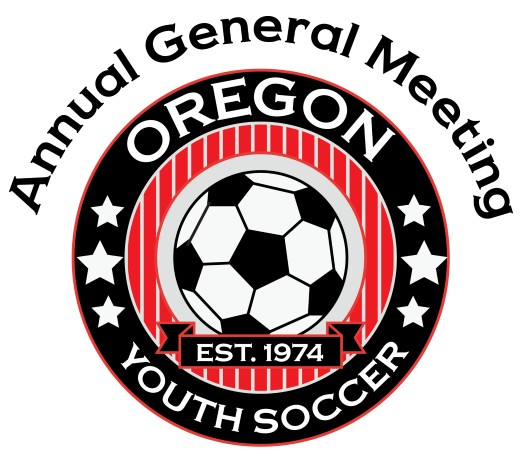 Annual General Meeting
OREGON
EST. 1974
YOUTH SOCCER